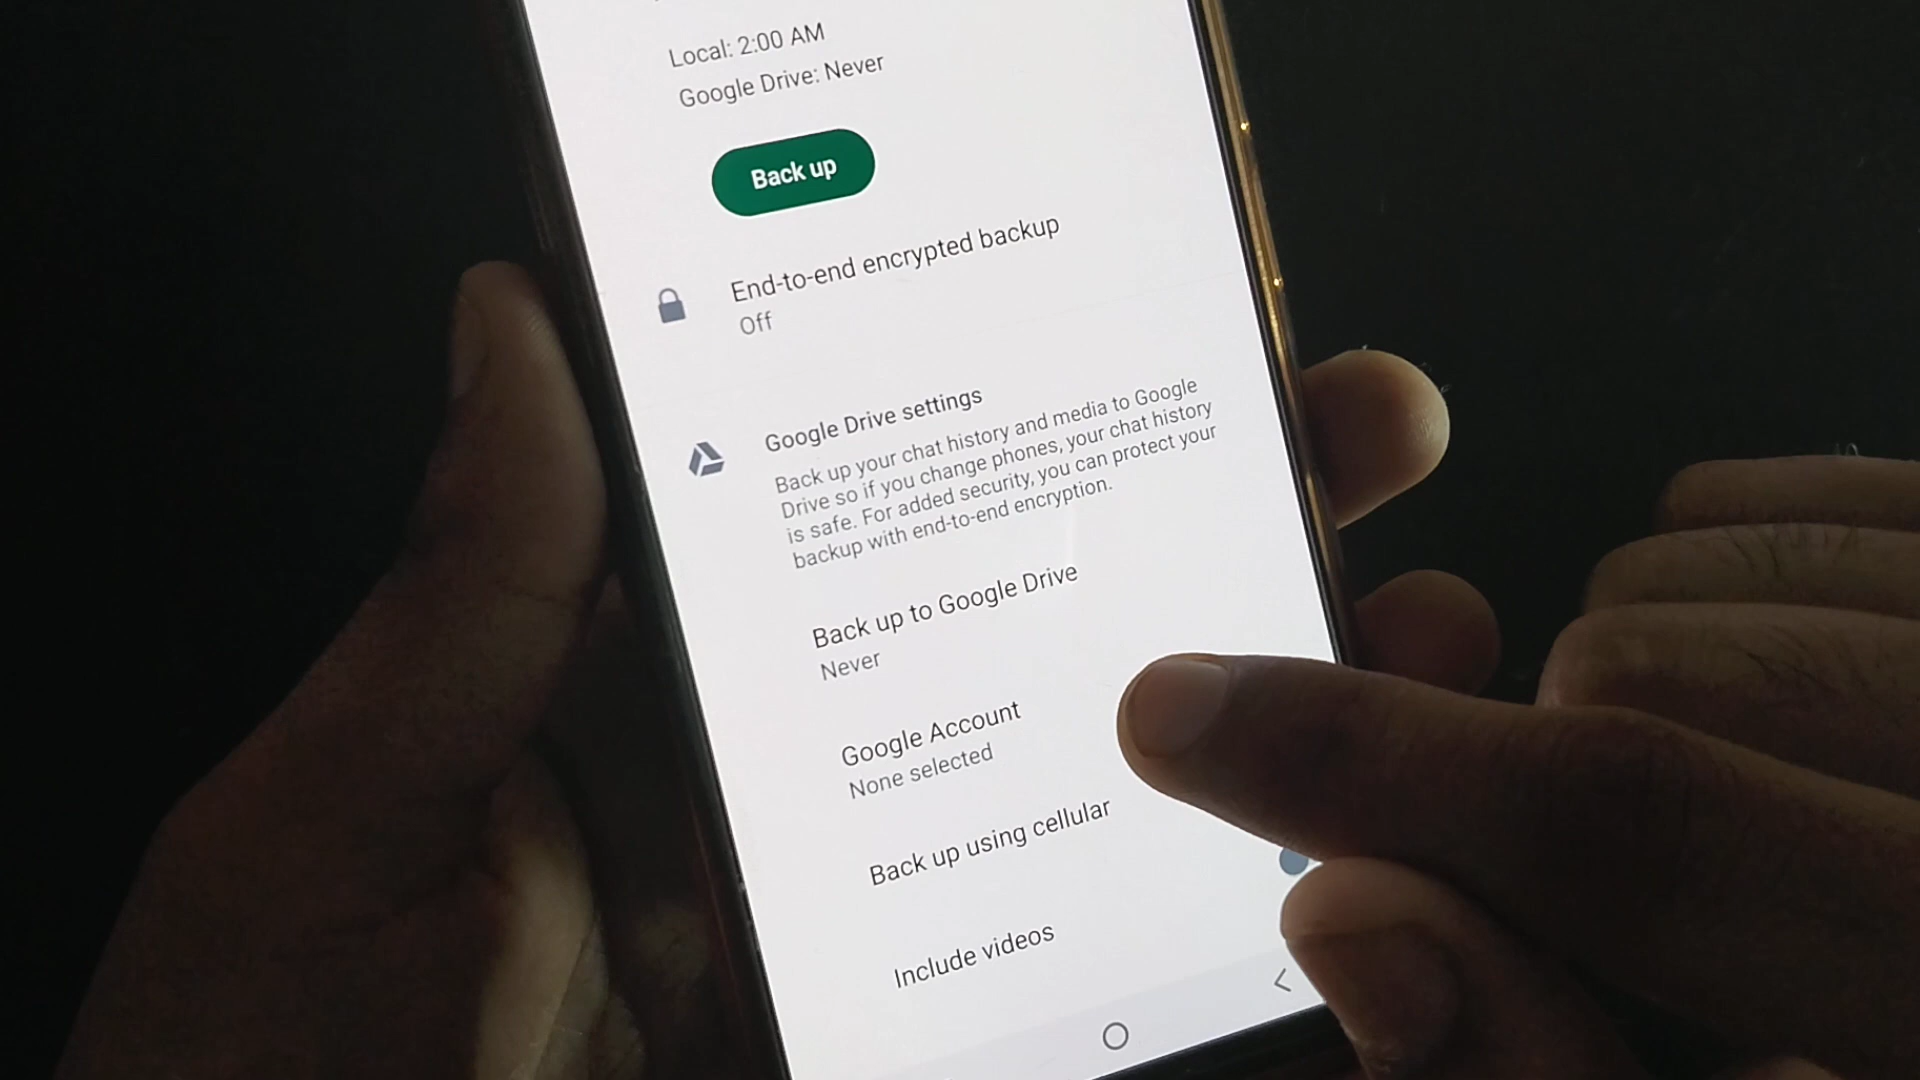 Local: 2:00 AM
Google Drive: Never
Back up
End-to-end encrypted backup
Off
Google Drive settings
Back up your chat history and media to Google
Drive so if you change phones, your chat history
is safe. For added security, you can protect your
backup with end-to-end encryption.
Back up to Google Drive
Never
Google Account
None selected
Back up using cellular
Include videos